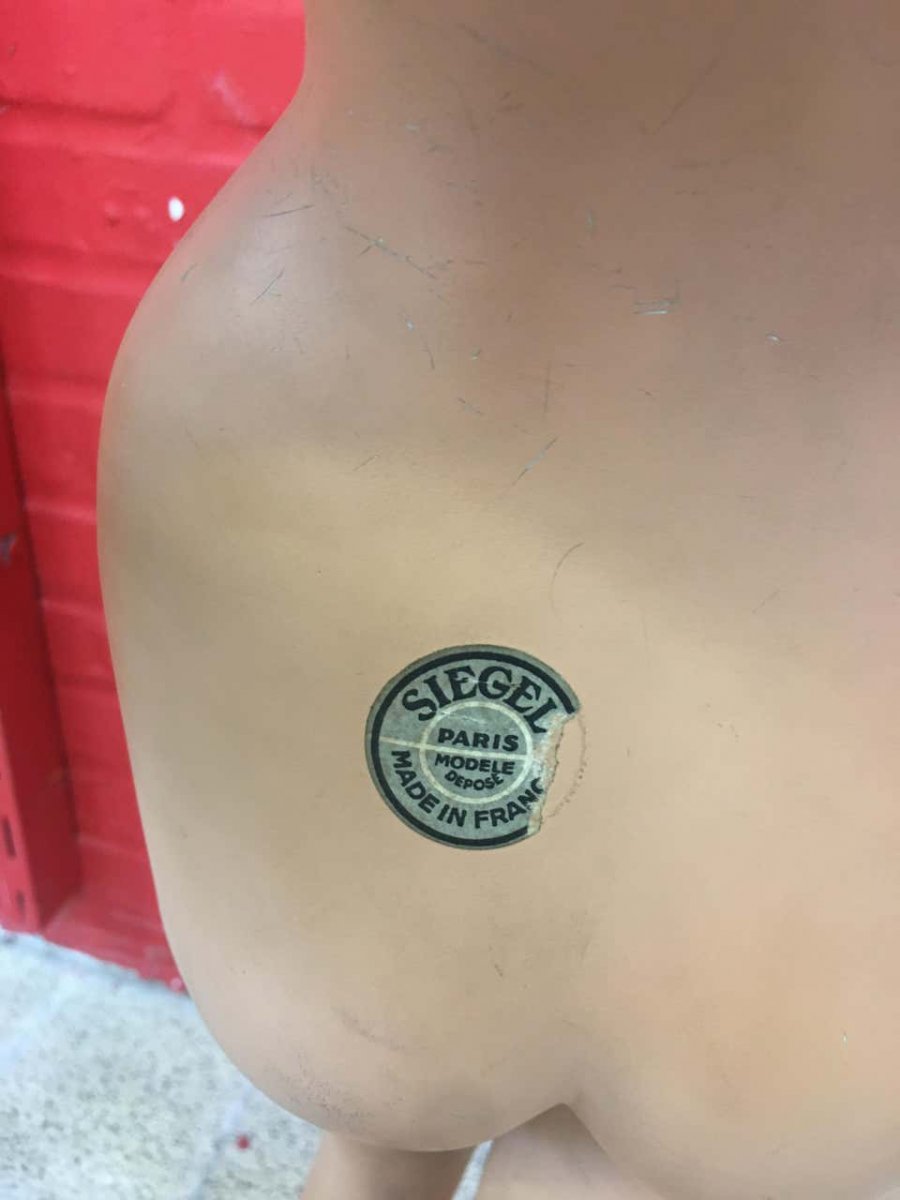 SIEGEL
PARIS
MODELE
DEPOSÉ
MADE IN FRANC